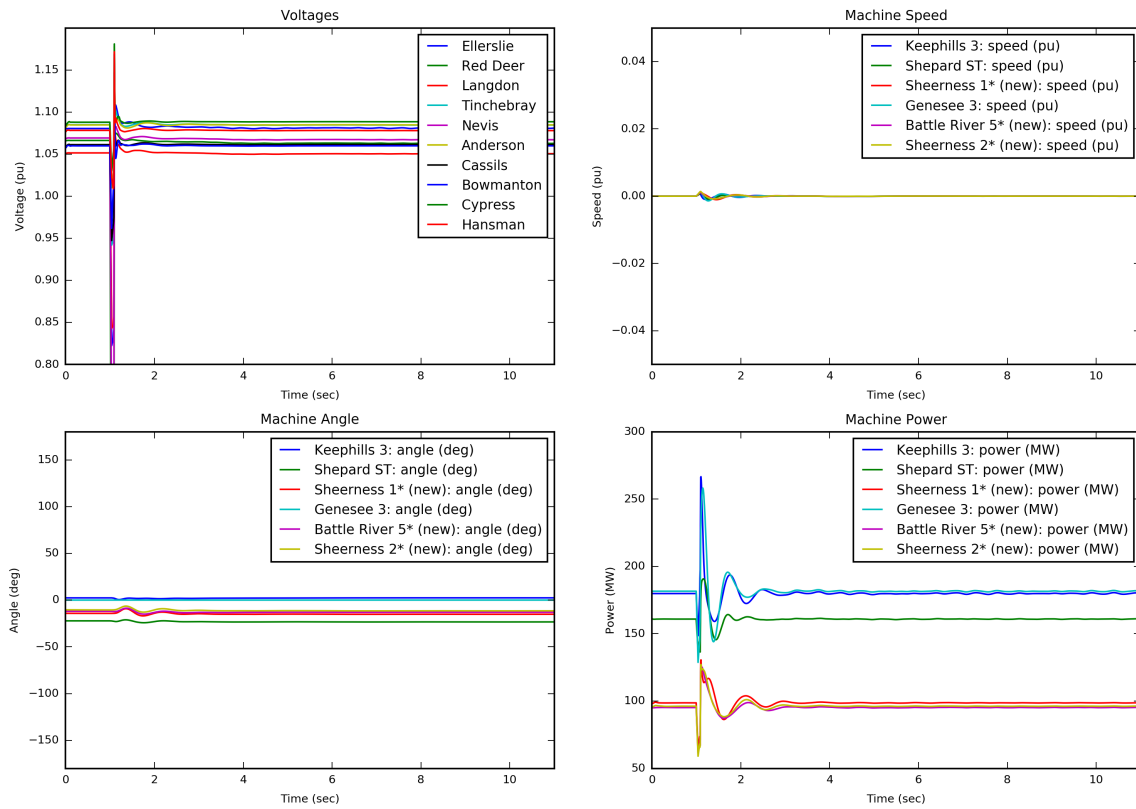 Voltages
1.15
1.10
1.05
1.00
0.95
0.90
0.85
0.80
Voltage (pu)
0
2
4
6
8
10
Time (sec)
Ellerslie
Red Deer
Langdon
Tinchebray
Nevis
Anderson
Cassils
Bowmanton
Cypress
Hansman
Machine Speed
0.04
0.02
0.00
−0.02
−0.04
Speed (pu)
0
2
4
6
8
10
Time (sec)
Keephills 3: speed (pu)
Shepard ST: speed (pu)
Sheerness 1* (new): speed (pu)
Genesee 3: speed (pu)
Battle River 5* (new): speed (pu)
Sheerness 2* (new): speed (pu)
Machine Angle
150
100
50
0
−50
−100
−150
Angle (deg)
0
2
4
6
8
10
Time (sec)
Keephills 3: angle (deg)
Shepard ST: angle (deg)
Sheerness 1* (new): angle (deg)
Genesee 3: angle (deg)
Battle River 5* (new): angle (deg)
Sheerness 2* (new): angle (deg)
Machine Power
300
250
200
150
100
50
Power (MW)
0
2
4
6
8
10
Time (sec)
Keephills 3: power (MW)
Shepard ST: power (MW)
Sheerness 1* (new): power (MW)
Genesee 3: power (MW)
Battle River 5* (new): power (MW)
Sheerness 2* (new): power (MW)